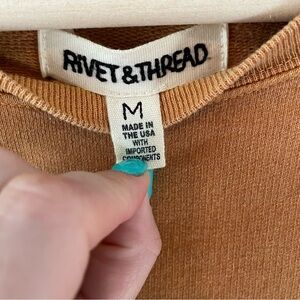 RIVET & THREAD
M
MADE IN
THE USA
WITH
IMPORTED
COMPONENTS